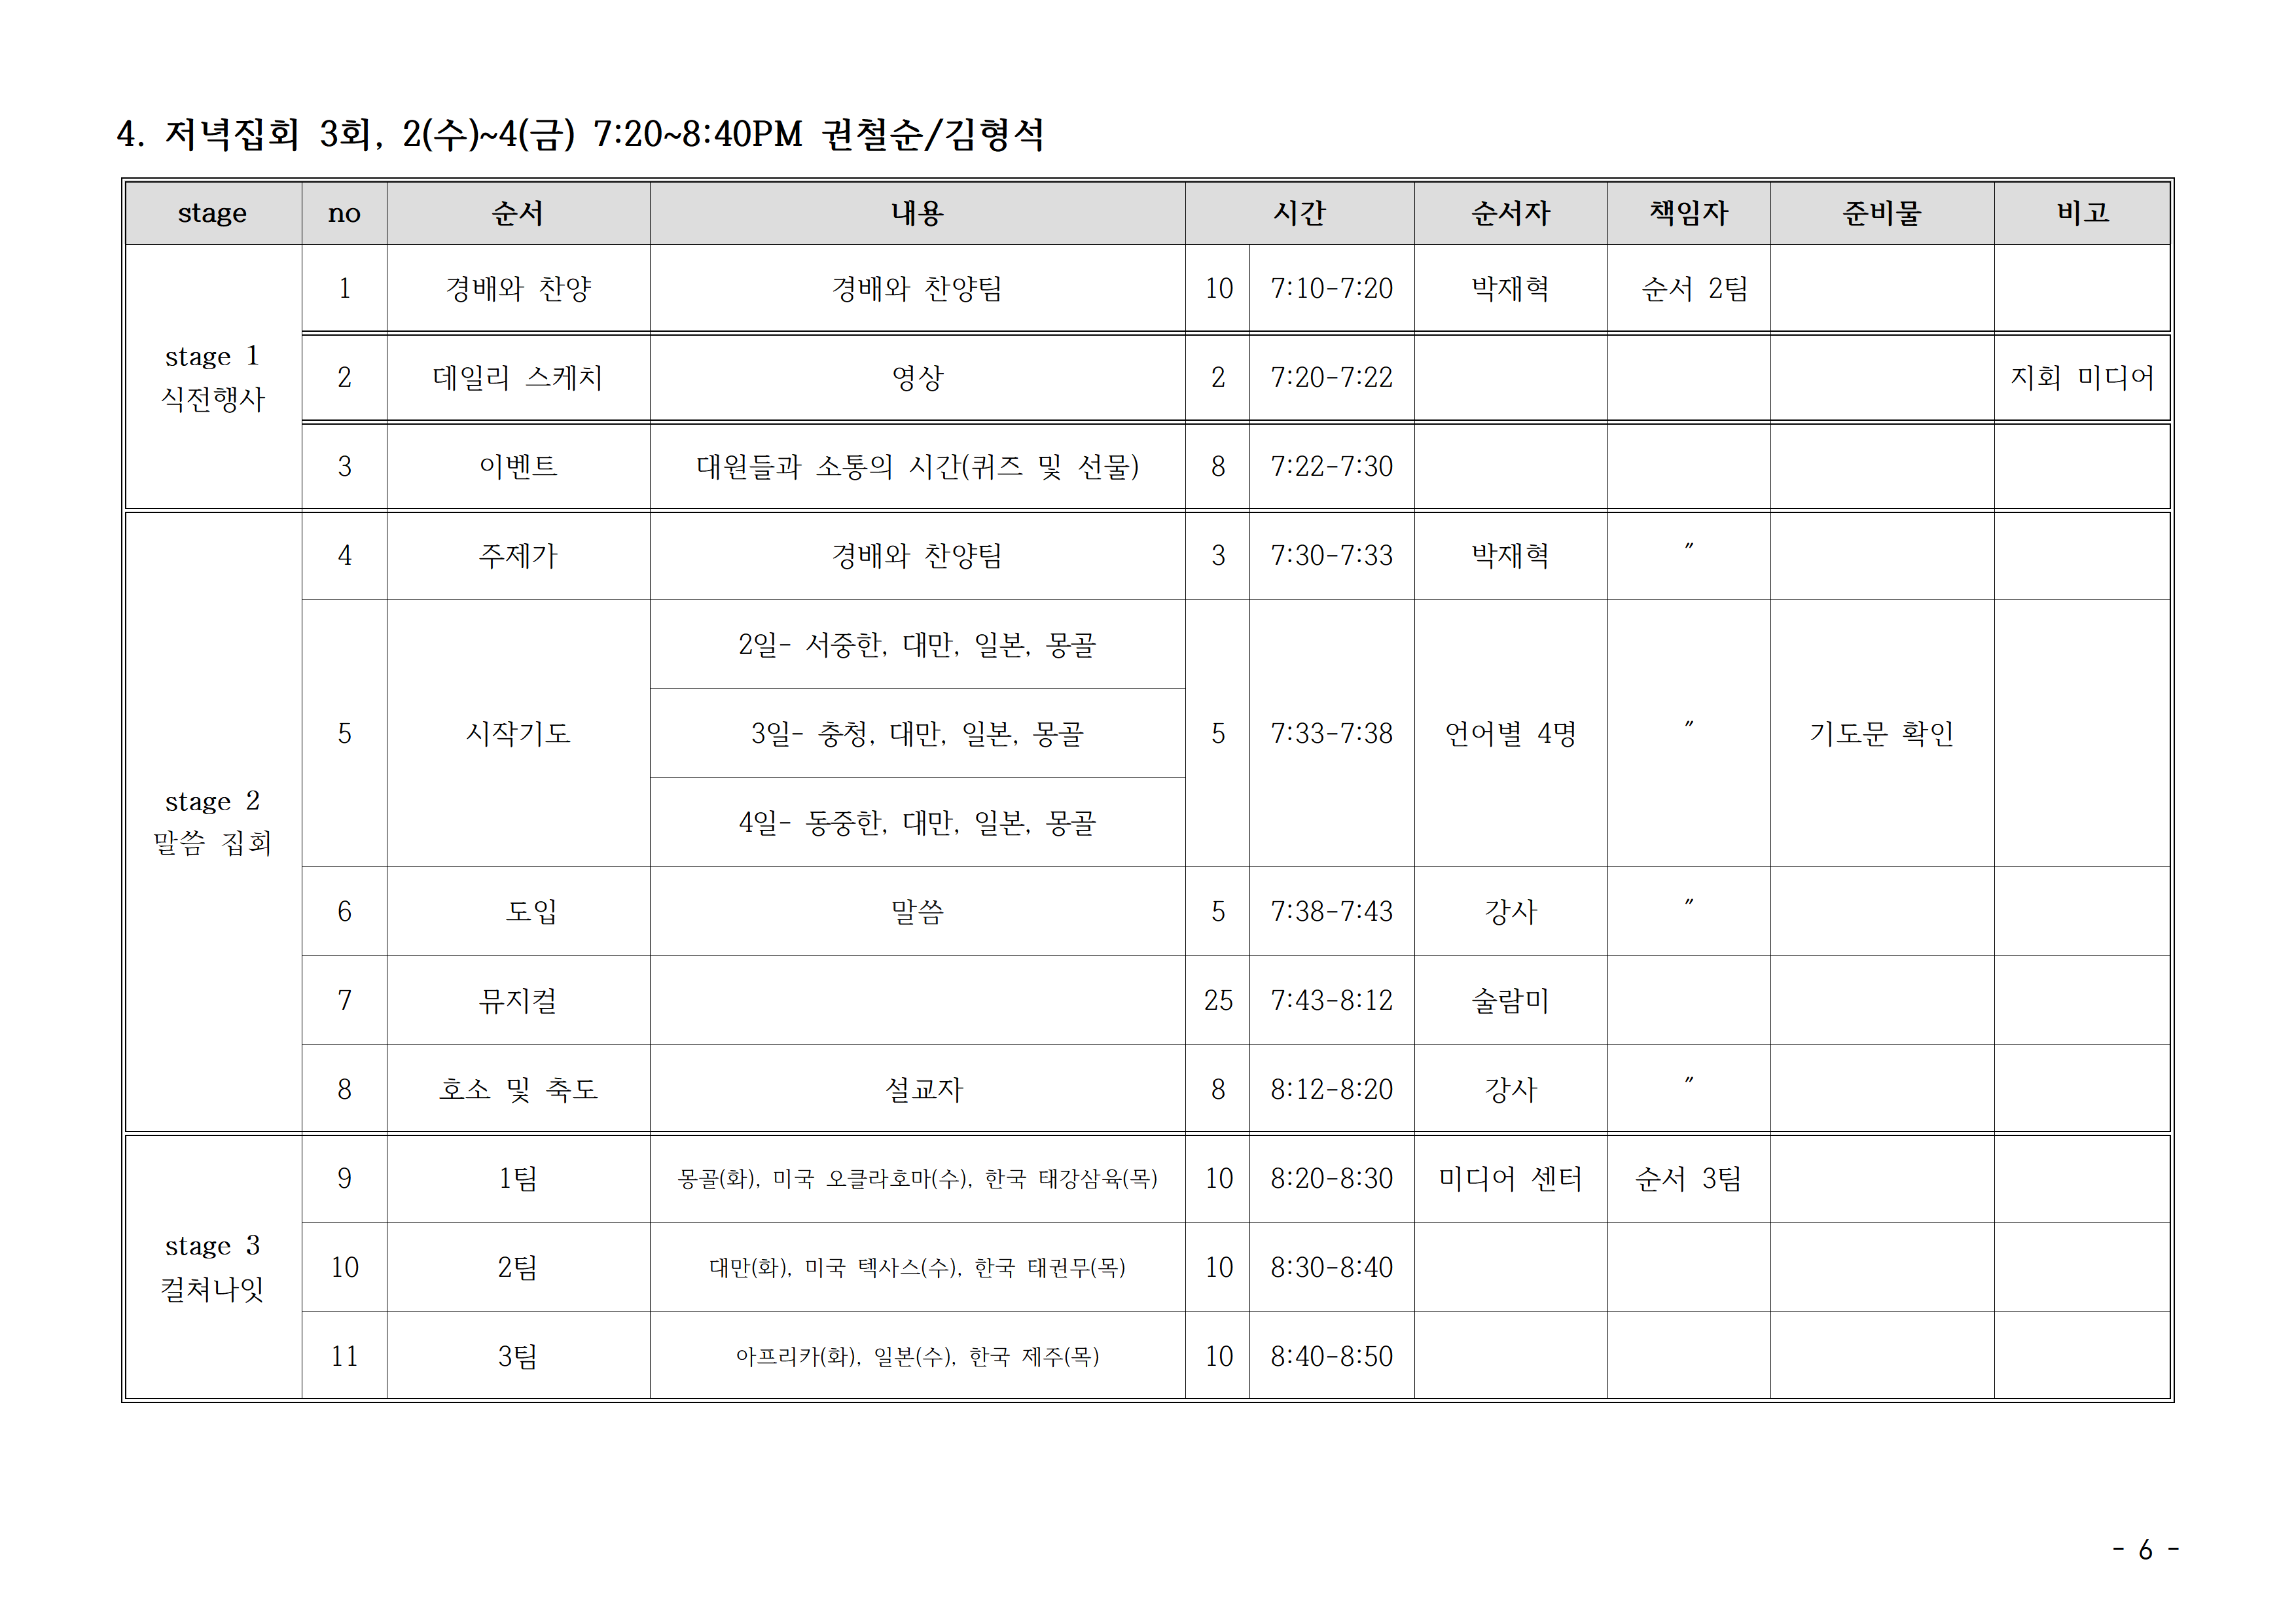 4. 저녁집회 3회, 2(수)~4(금) 7:20~8:40PM 권철순/김형석
stage no 순서 내용 시간 순서자 책임자 준비물 비고
stage 1
식전행사
1 경배와 찬양 경배와 찬양팀 10 7:10-7:20 박재혁 순서 2팀
2 데일리 스케치 영상 2 7:20-7:22 지회 미디어
3 이벤트 대원들과 소통의 시간(퀴즈 및 선물) 8 7:22-7:30
stage 2
말씀 집회
4 주제가 경배와 찬양팀 3 7:30-7:33 박재혁 〃
5 시작기도
2일- 서중한, 대만, 일본, 몽골
3일- 충청, 대만, 일본, 몽골
4일- 동중한, 대만, 일본, 몽골
5 7:33-7:38 언어별 4명 〃 기도문 확인
6 도입 말씀 5 7:38-7:43 강사 〃
7 뮤지컬 25 7:43-8:12 술람미
8 호소 및 축도 설교자 8 8:12-8:20 강사 〃
stage 3
컬쳐나잇
9 1팀 몽골(화), 미국 오클라호마(수), 한국 태강삼육(목) 10 8:20-8:30 미디어 센터 순서 3팀
10 2팀 대만(화), 미국 텍사스(수), 한국 태권무(목) 10 8:30-8:40
11 3팀 아프리카(화), 일본(수), 한국 제주(목) 10 8:40-8:50
- 6 -